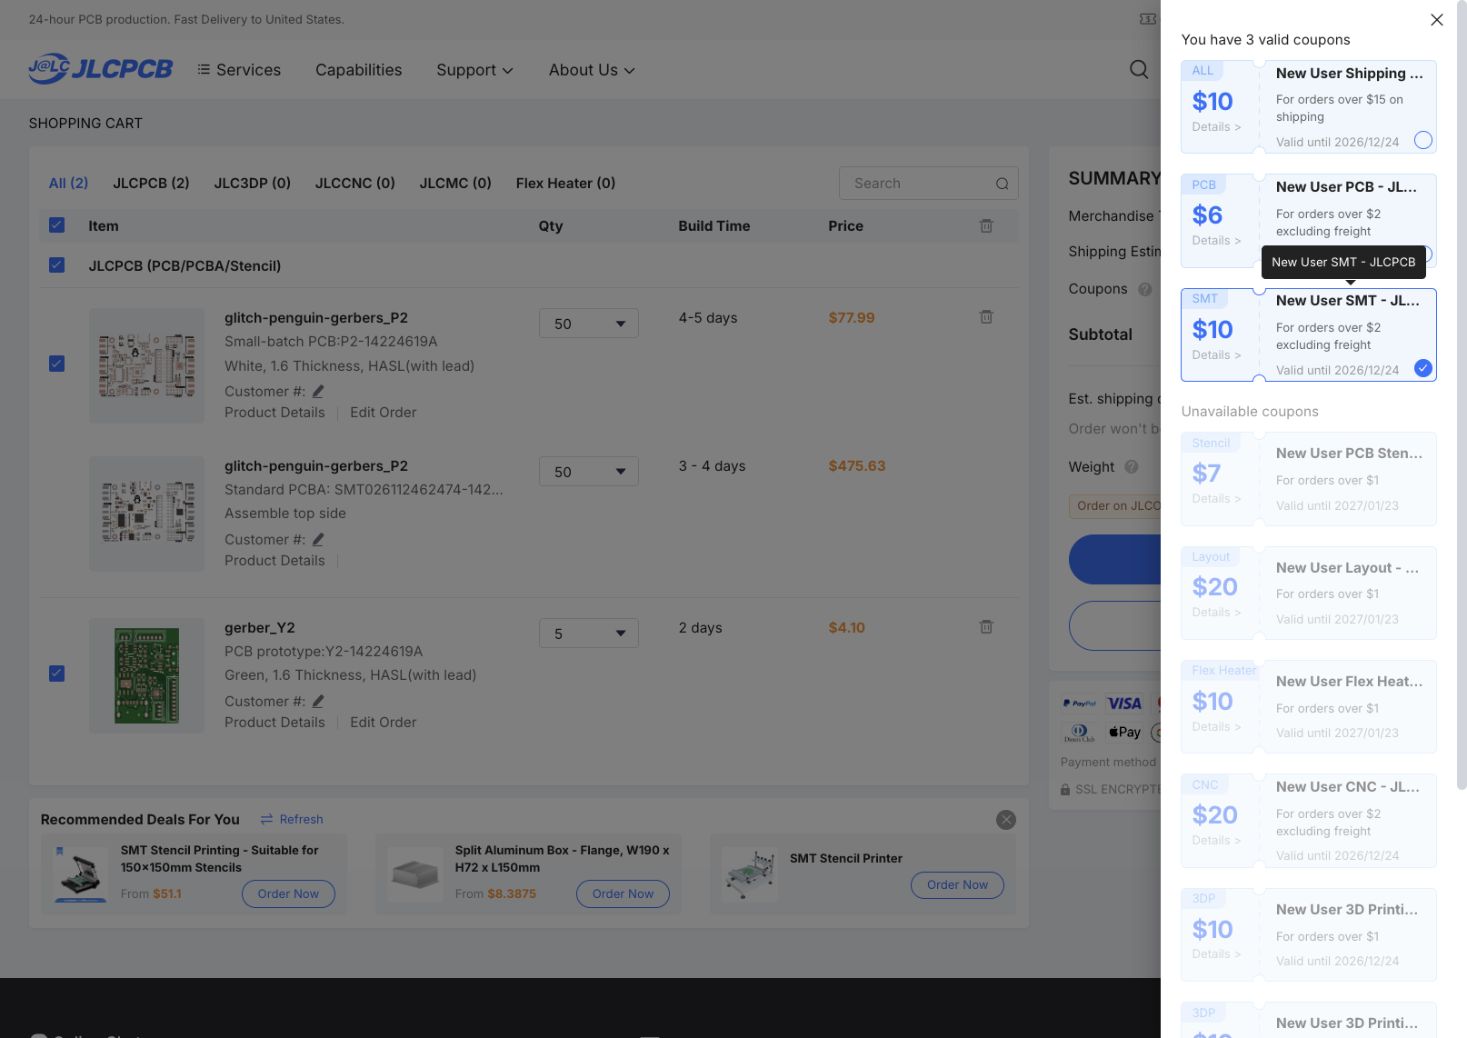 24-hour PCB production. Fast Delivery to United States.
J@LC JLCPCB
Services
Capabilities
Support
About Us
SHOPPING CART
All (2)
JLCPCB (2)
JLC3DP (0)
JLCCNC (0)
JLCMC (0)
Flex Heater (0)
Search
Item
Qty
Build Time
Price
JLCPCB (PCB/PCBA/Stencil)
glitch-penguin-gerbers_P2
Small-batch PCB:P2-14224619A
White, 1.6 Thickness, HASL(with lead)
Customer #:
Product Details | Edit Order
50
4-5 days
$77.99
glitch-penguin-gerbers_P2
Standard PCBA: SMT026112462474-142...
Assemble top side
Customer #:
Product Details |
50
3 - 4 days
$475.63
gerber_Y2
PCB prototype:Y2-14224619A
Green, 1.6 Thickness, HASL(with lead)
Customer #:
Product Details | Edit Order
5
2 days
$4.10
Recommended Deals For You
Refresh
SMT Stencil Printing - Suitable for
150x150mm Stencils
From $51.1
Order Now
Split Aluminum Box - Flange, W190 x
H72 x L150mm
From $8.3875
Order Now
SMT Stencil Printer
Order Now
SUMMARY
Merchandise
Shipping Estim
Coupons
Subtotal
Est. shipping
Order won't b
Weight
Order on JLCO
PayPal
VISA
Diners Club
Pay
Payment method
SSL ENCRYPTE
You have 3 valid coupons
ALL
$10
Details >
New User Shipping ...
For orders over $15 on
shipping
Valid until 2026/12/24
PCB
$6
Details >
New User PCB - JL...
For orders over $2
excluding freight
New User SMT - JLCPCB
SMT
$10
Details >
New User SMT - JL...
For orders over $2
excluding freight
Valid until 2026/12/24
Unavailable coupons
Stencil
$7
Details >
New User PCB Sten...
For orders over $1
Valid until 2027/01/23
Layout
$20
Details >
New User Layout - ...
For orders over $1
Valid until 2027/01/23
Flex Heater
$10
Details >
New User Flex Heat...
For orders over $1
Valid until 2027/01/23
CNC
$20
Details >
New User CNC - JL...
For orders over $2
excluding freight
Valid until 2026/12/24
3DP
$10
Details >
New User 3D Printi...
For orders over $1
Valid until 2026/12/24
3DP
New User 3D Printi...